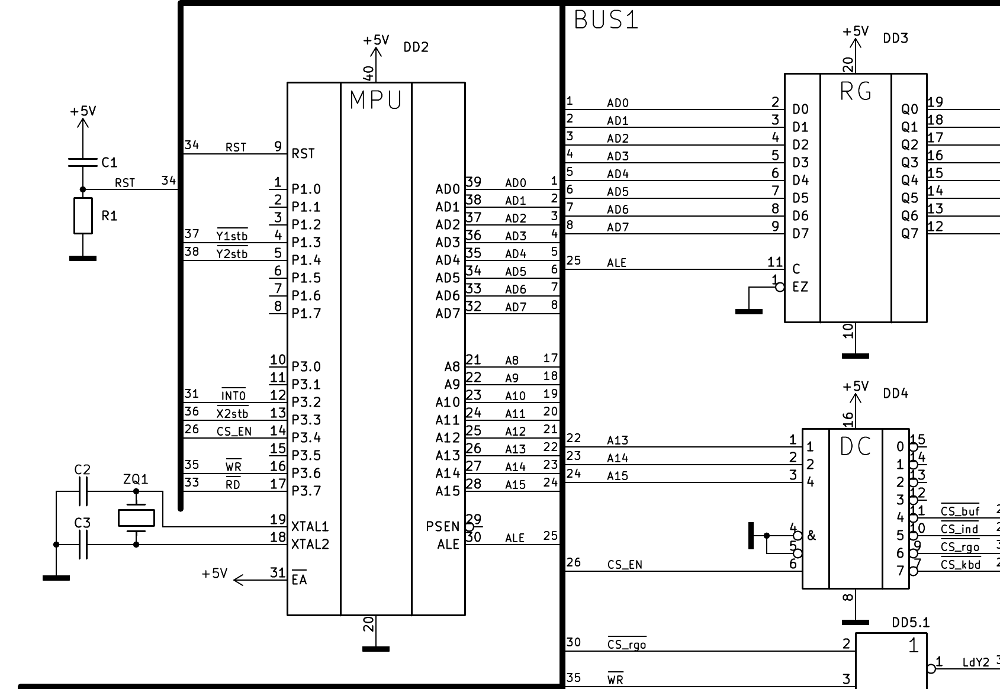 BUS1
+5V
DD2
40
MPU
+5V
C1
RST 34
R1
34 RST 9 RST
1 P1.0
2 P1.1
3 P1.2
37 Y1stb 4 P1.3
38 Y2stb 5 P1.4
6 P1.5
7 P1.6
8 P1.7
10 P3.0
11 P3.1
31 INT0 12 P3.2
36 X2stb 13 P3.3
26 CS_EN 14 P3.4
15 P3.5
35 WR 16 P3.6
33 RD 17 P3.7
C2
ZQ1
C3
19 XTAL1
18 XTAL2
+5V 31 EA
20
AD0 39 AD0 1
AD1 38 AD1 2
AD2 37 AD2 3
AD3 36 AD3 4
AD4 35 AD4 5
AD5 34 AD5 6
AD6 33 AD6 7
AD7 32 AD7 8
A8 21 A8 17
A9 22 A9 18
A10 23 A10 19
A11 24 A11 20
A12 25 A12 21
A13 26 A13 22
A14 27 A14 23
A15 28 A15 24
PSEN 29
ALE 30 ALE 25
+5V
DD3
20
RG
1 AD0 2 D0 Q0 19
2 AD1 3 D1 Q1 18
3 AD2 4 D2 Q2 17
4 AD3 5 D3 Q3 16
5 AD4 6 D4 Q4 15
6 AD5 7 D5 Q5 14
7 AD6 8 D6 Q6 13
8 AD7 9 D7 Q7 12
25 ALE 11 C
1 EZ
10
+5V
DD4
16
DC
22 A13 1 1
23 A14 2 2
24 A15 3 4
4 &
5
26 CS_EN 6
0 15
1 14
2 13
3 12
4 11 CS_buf
5 10 CS_ind
6 9 CS_rgo
7 7 CS_kbd
8
DD5.1
30 CS_rgo 2
1
1 LdY2
35 WR 3